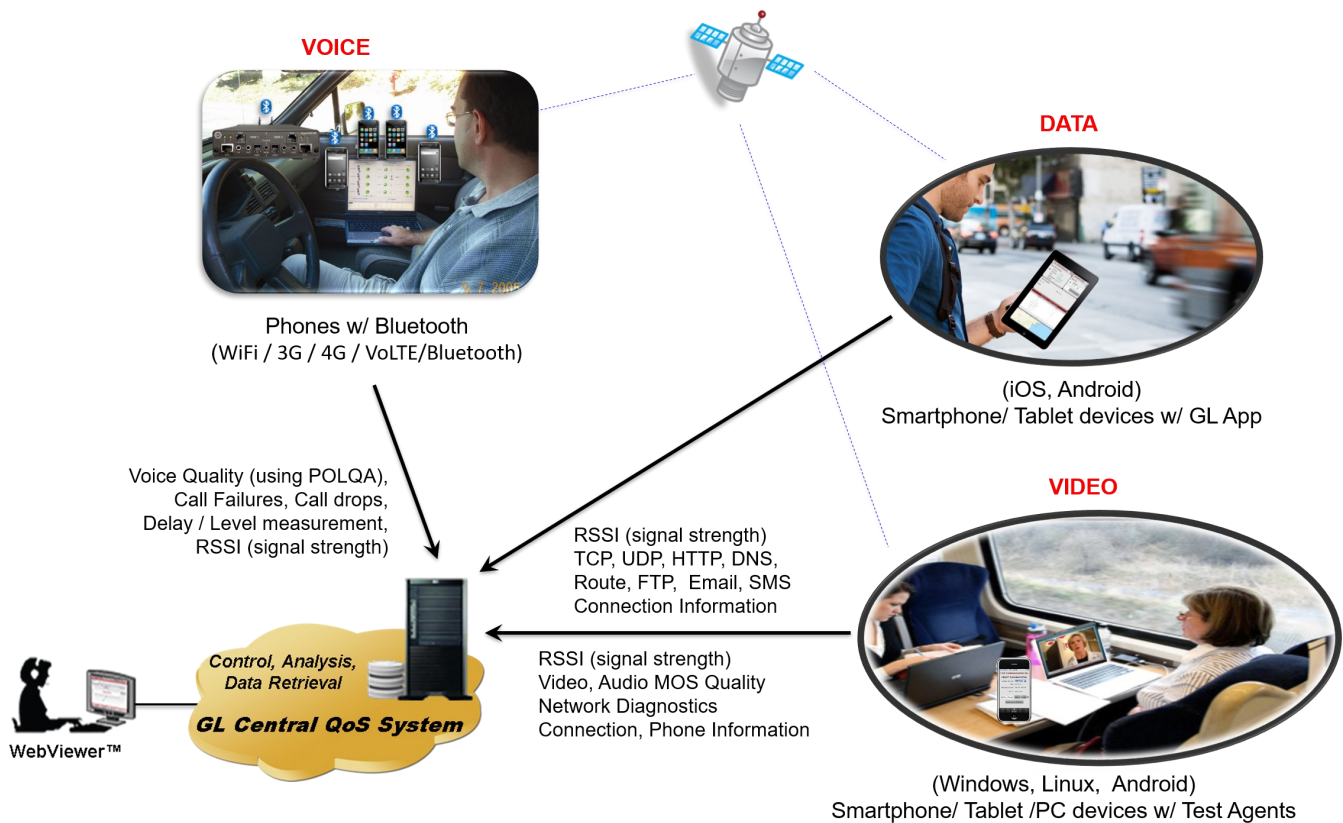 VOICE
Phones w/ Bluetooth
(WiFi / 3G / 4G / VoLTE/Bluetooth)
DATA
(iOS, Android)
Smartphone/ Tablet devices w/ GL App
Voice Quality (using POLQA),
Call Failures, Call drops,
Delay / Level measurement,
RSSI (signal strength)
RSSI (signal strength)
TCP, UDP, HTTP, DNS,
Route, FTP, Email, SMS
Connection Information
VIDEO
RSSI (signal strength)
Video, Audio MOS Quality
Network Diagnostics
Connection, Phone Information
(Windows, Linux, Android)
Smartphone/ Tablet /PC devices w/ Test Agents
Control, Analysis,
Data Retrieval
GL Central QoS System
WebViewer™